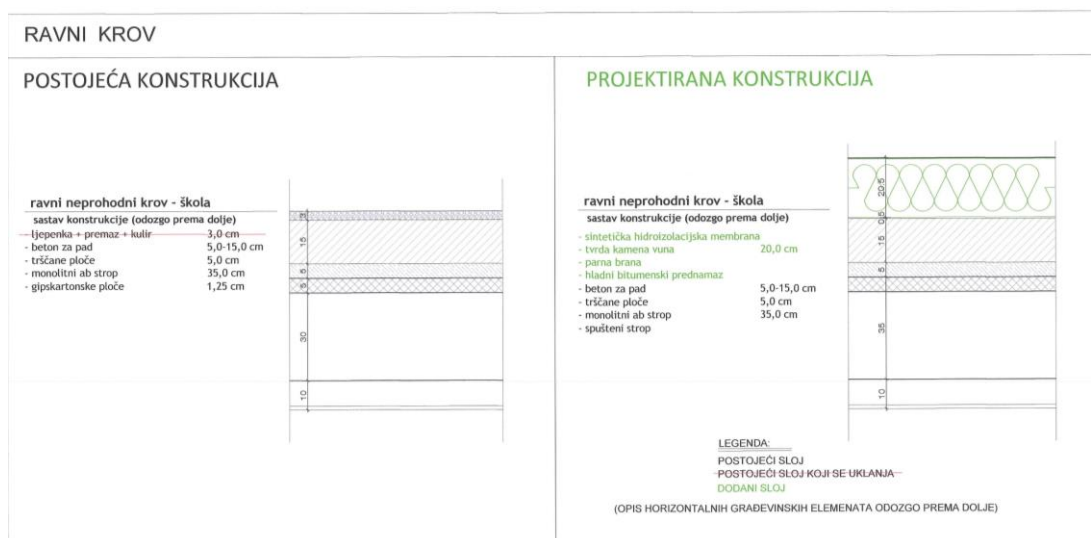 RAVNI KROV
POSTOJEĆA KONSTRUKCIJA
ravni neprohodni krov - škola
sastav konstrukcije (odozgo prema dolje)
- ljepenka + premaz + kulir 3,0 cm
- beton za pad 5,0-15,0 cm
- trščane ploče 5,0 cm
- monolitni ab strop 35,0 cm
- gipskartonske ploče 1,25 cm
3
15
5
5
30
10
PROJEKTIRANA KONSTRUKCIJA
ravni neprohodni krov - škola
sastav konstrukcije (odozgo prema dolje)
- sintetička hidroizolacijska membrana
- tvrda kamena vuna 20,0 cm
- parna brana
- hladni bitumenski prednamaz
- beton za pad 5,0-15,0 cm
- trščane ploče 5,0 cm
- monolitni ab strop 35,0 cm
- spušteni strop
20,5
0,5
15
5
35
10
LEGENDA:
POSTOJEĆI SLOJ
POSTOJEĆI SLOJ KOJI SE UKLANJA
DODANI SLOJ
(OPIS HORIZONTALNIH GRAĐEVINSKIH ELEMENATA ODOZGO PREMA DOLJE)